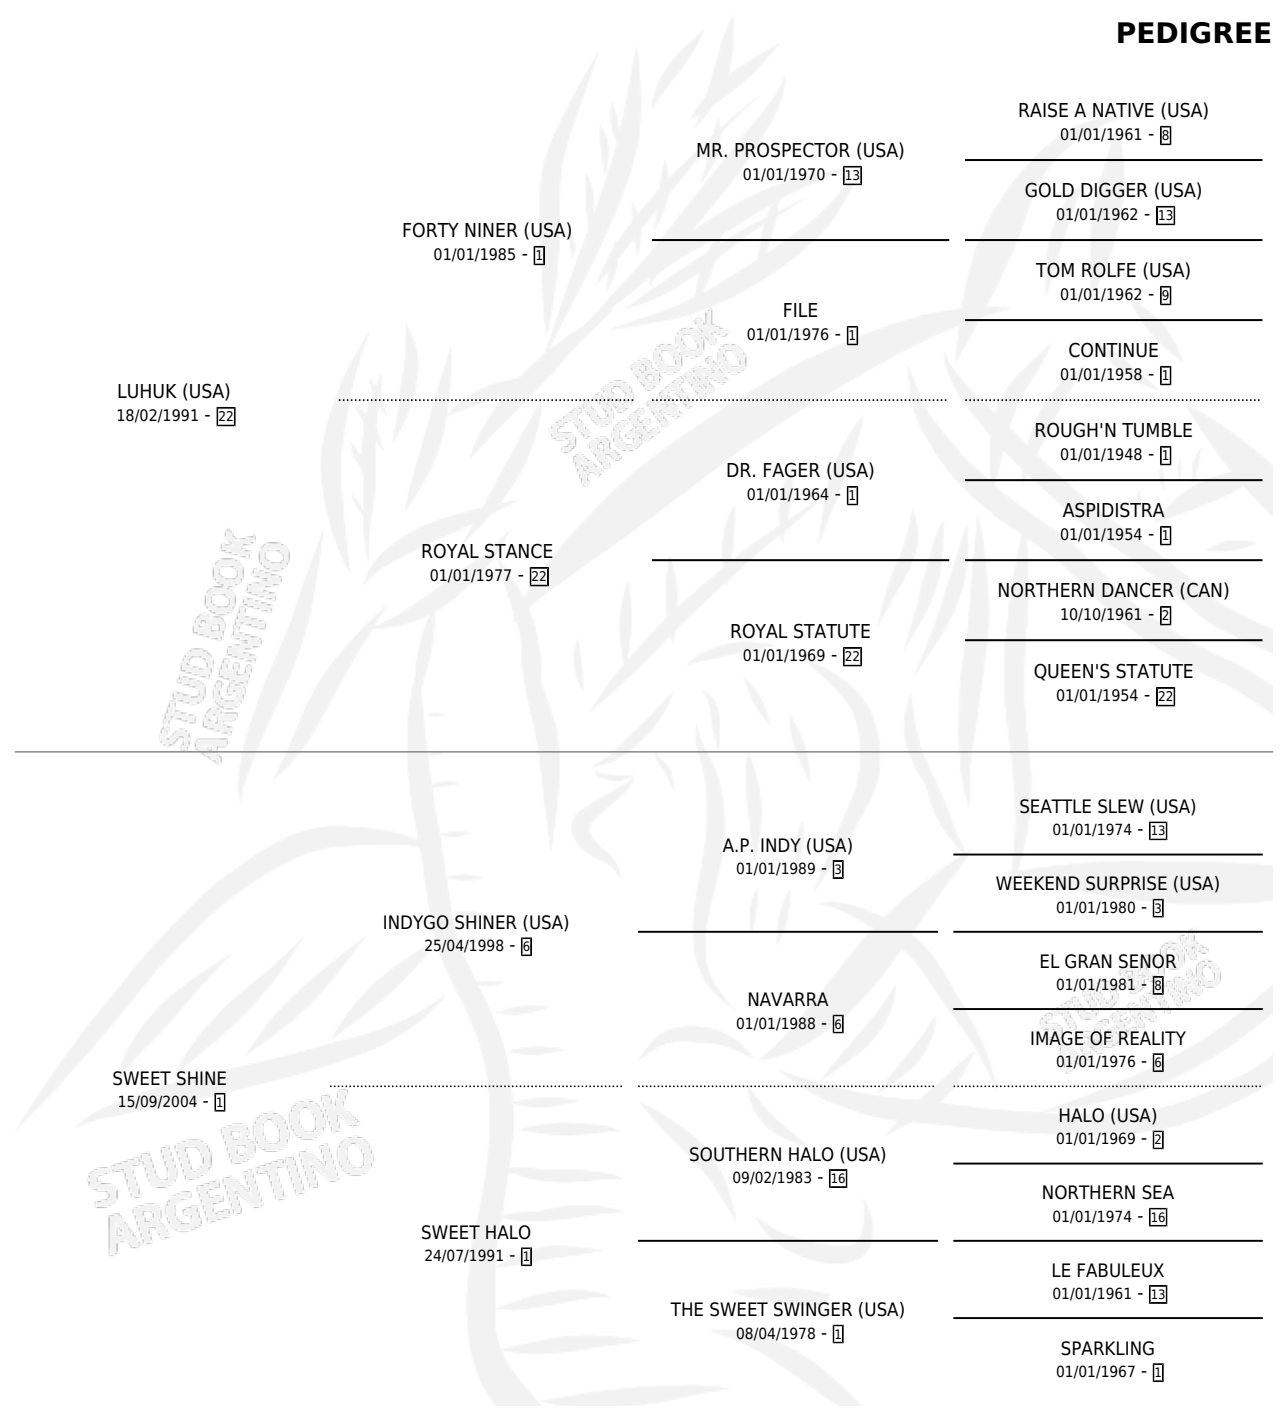 PEDIGREE
RAISE A NATIVE (USA)
01/01/1961 - 8
MR. PROSPECTOR (USA)
01/01/1970 - 13
GOLD DIGGER (USA)
01/01/1962 - 13
FORTY NINER (USA)
01/01/1985 - 1
TOM ROLFE (USA)
01/01/1962 - 9
FILE
01/01/1976 - 1
CONTINUE
01/01/1958 - 1
LUHUK (USA)
18/02/1991 - 22
ROUGH'N TUMBLE
01/01/1948 - 1
DR. FAGER (USA)
01/01/1964 - 1
ASPIDISTRA
01/01/1954 - 1
ROYAL STANCE
01/01/1977 - 22
NORTHERN DANCER (CAN)
10/10/1961 - 2
ROYAL STATUTE
01/01/1969 - 22
QUEEN'S STATUTE
01/01/1954 - 22
SEATTLE SLEW (USA)
01/01/1974 - 13
A.P. INDY (USA)
01/01/1989 - 3
WEEKEND SURPRISE (USA)
01/01/1980 - 3
INDYGO SHINER (USA)
25/04/1998 - 6
EL GRAN SENOR
01/01/1981 - 8
NAVARRA
01/01/1988 - 6
IMAGE OF REALITY
01/01/1976 - 6
SWEET SHINE
15/09/2004 - 1
HALO (USA)
01/01/1969 - 2
SOUTHERN HALO (USA)
09/02/1983 - 16
NORTHERN SEA
01/01/1974 - 16
SWEET HALO
24/07/1991 - 1
LE FABULEUX
01/01/1961 - 13
THE SWEET SWINGER (USA)
08/04/1978 - 1
SPARKLING
01/01/1967 - 1
STUD BOOK
ARGENTINO
STUD BOOK
ARGENTINO
STUD BOOK
ARGENTINO
STUD BOOK
ARGENTINO